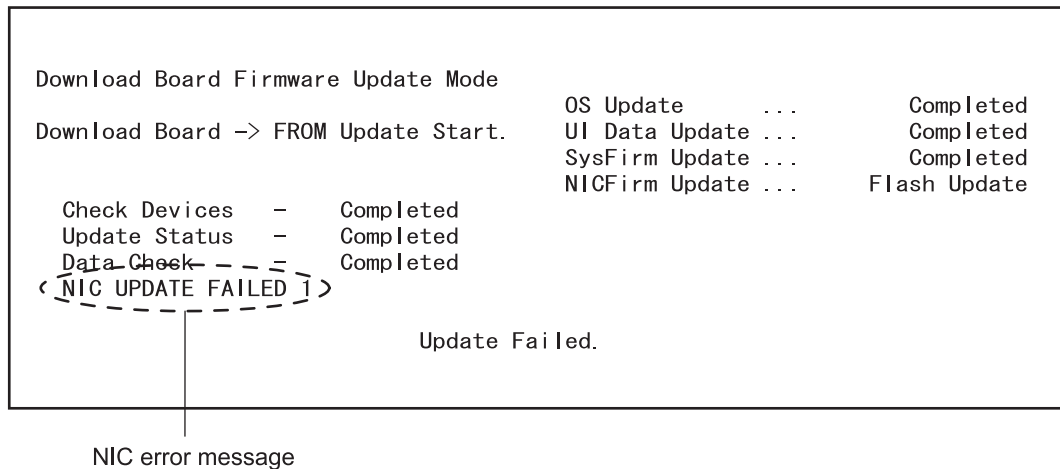 Download Board Firmware Update Mode
Download Board -> FROM Update Start.
OS Update ... Completed
UI Data Update ... Completed
SysFirm Update ... Completed
NICFirm Update ... Flash Update
Check Devices - Completed
Update Status - Completed
Data Check - Completed
NIC UPDATE FAILED 1
Update Failed.
NIC error message